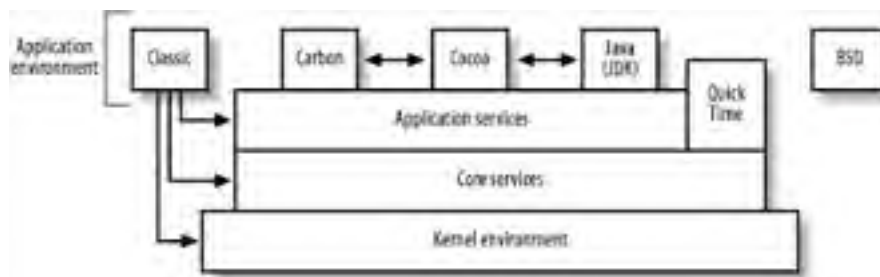 Application
environment
Classic
Carbon
Cocoa
Java
(JDK)
BSD
Quick
Time
Application services
Core services
Kernel environment